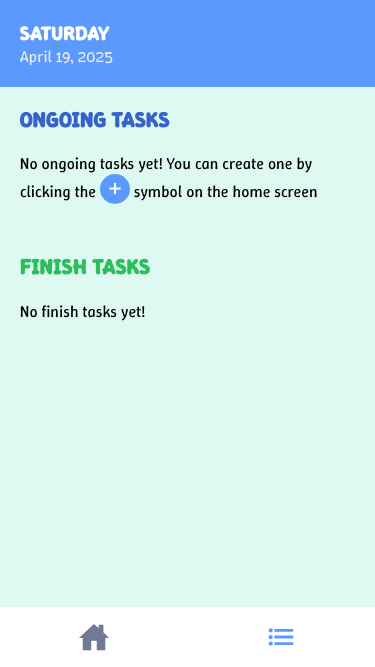 SATURDAY
April 19, 2025
ONGOING TASKS
No ongoing tasks yet! You can create one by
clicking the + symbol on the home screen
FINISH TASKS
No finish tasks yet!